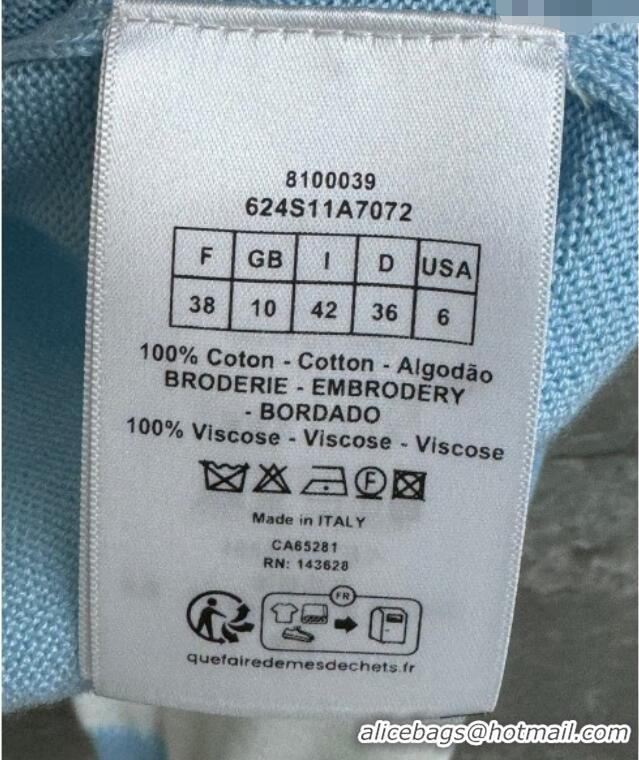 8100039
624S11A7072
F GB I D USA
38 10 42 36 6
100% Coton - Cotton - Algodão
BRODERIE - EMBRODERY
- BORDADO
100% Viscose - Viscose - Viscose
F
Made in ITALY
CA65281
RN: 143628
FR
quefairedemesdechets.fr
alicebags@hotmail.com